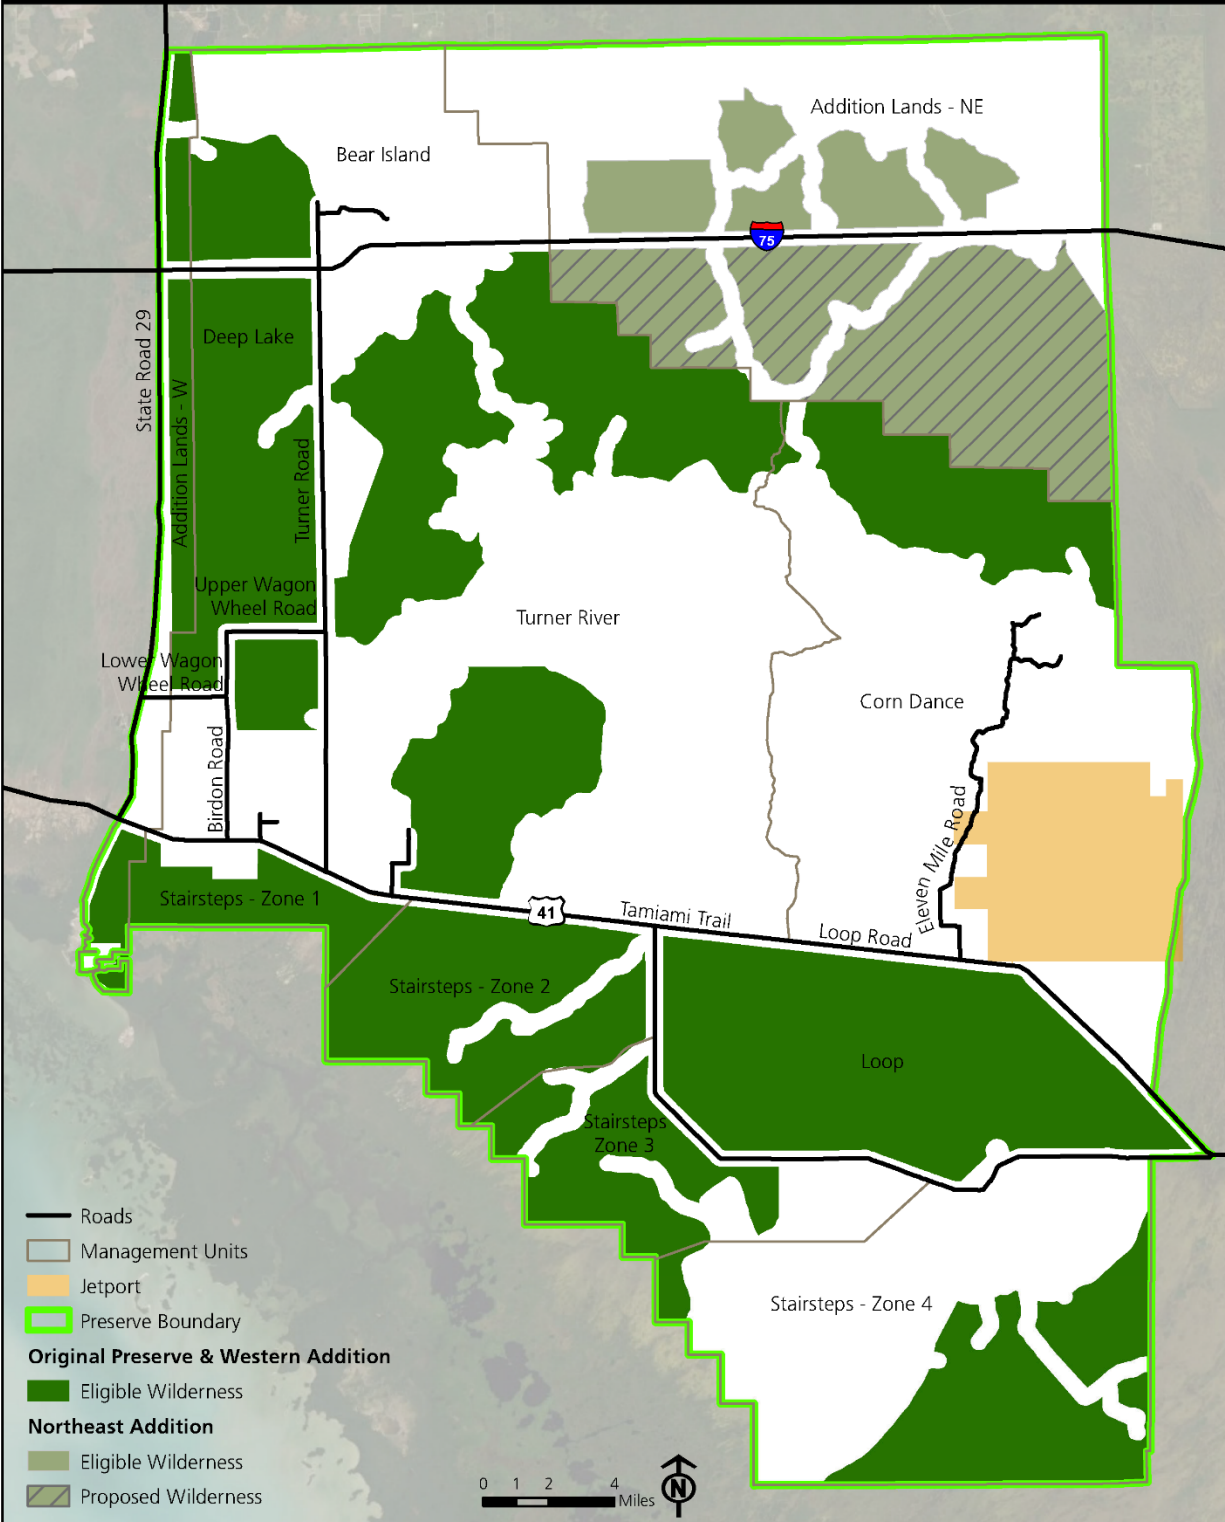 Addition Lands - NE
Bear Island
75
State Road 29
Deep Lake
Addition Lands - W
Turner Road
Upper Wagon
Wheel Road
Turner River
Lower Wagon
Wheel Road
Corn Dance
Birdon Road
Eleven Mile Road
Stairsteps - Zone 1
41
Tamiami Trail
Loop Road
Stairsteps - Zone 2
Loop
Stairsteps
Zone 3
Stairsteps - Zone 4
Roads
Management Units
Jetport
Preserve Boundary
Original Preserve & Western Addition
Eligible Wilderness
Northeast Addition
Eligible Wilderness
Proposed Wilderness
0 1 2 4
Miles
N